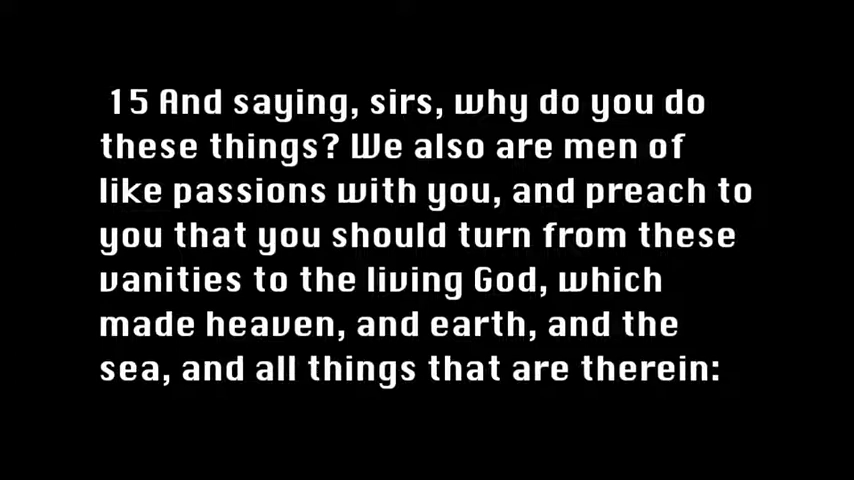 15 And saying, sirs, why do you do
these things? We also are men of
like passions with you, and preach to
you that you should turn from these
vanities to the living God, which
made heaven, and earth, and the
sea, and all things that are therein: